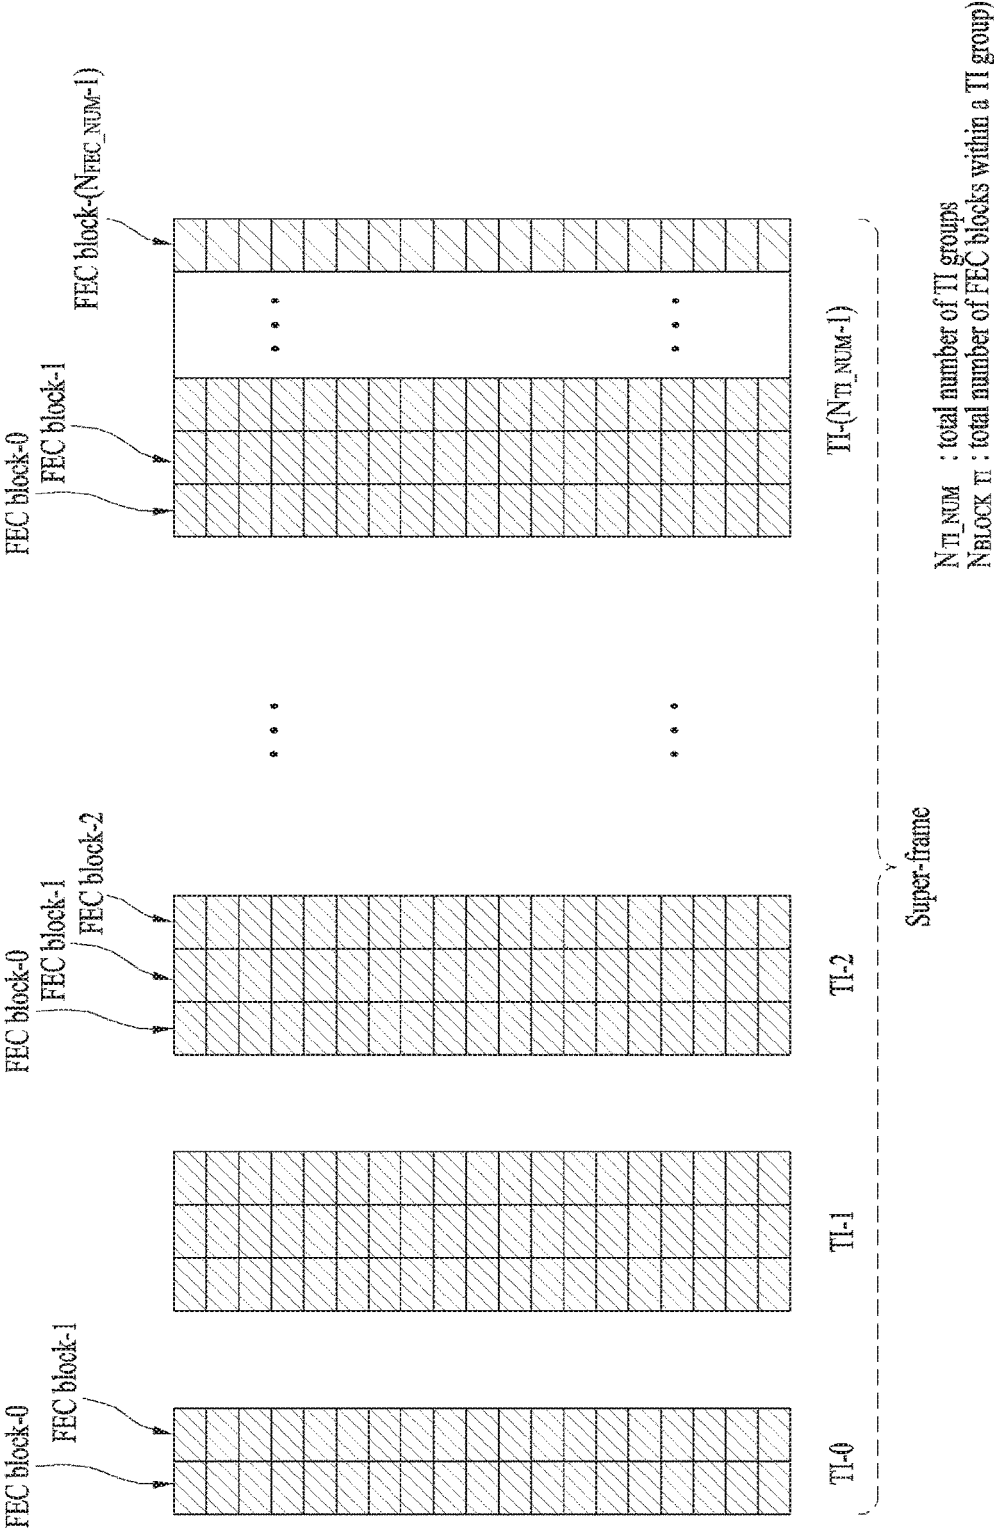 FEC block-0
FEC block-1
FEC block-0
FEC block-1
FEC block-2
FEC block-0
FEC block-1
FEC block-(NFEC_NUM-1)
TI-0
TI-1
TI-2
TI-(NTI_NUM-1)
Super-frame
NTI_NUM : total number of TI groups
NBLOCK TI : total number of FEC blocks within a TI group)